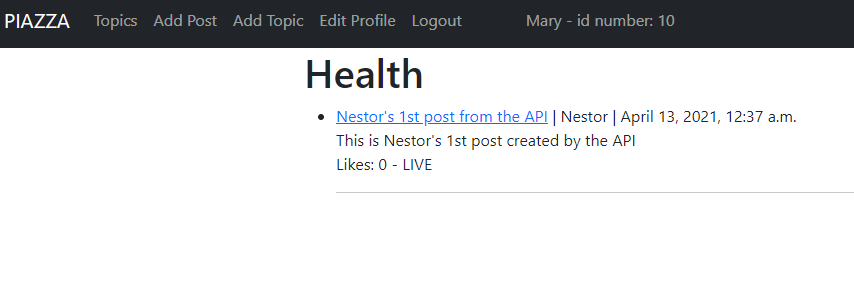 PIAZZA Topics Add Post Add Topic Edit Profile Logout Mary - id number: 10
Health
Nestor's 1st post from the API | Nestor | April 13, 2021, 12:37 a.m.
This is Nestor's 1st post created by the API
Likes: 0 - LIVE